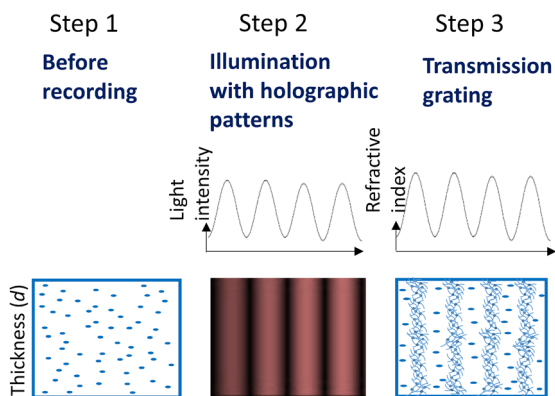 Step 1
Before
recording
Step 2
Illumination
with holographic
patterns
Step 3
Transmission
grating
Light
intensity
Refractive
index
Thickness (d)